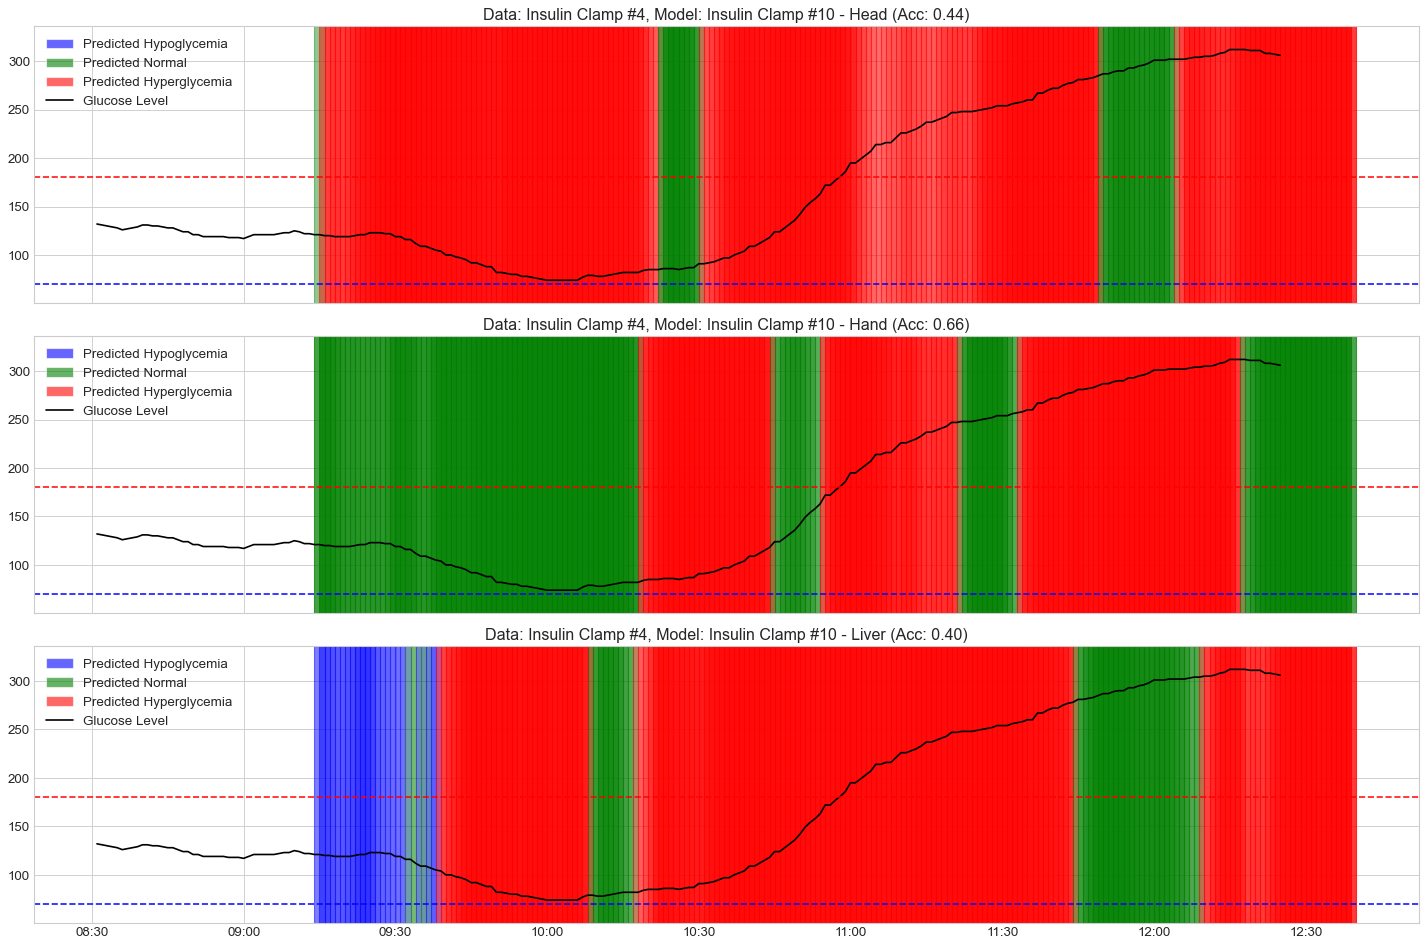 Data: Insulin Clamp #4, Model: Insulin Clamp #10 - Head (Acc: 0.44)
Predicted Hypoglycemia
Predicted Normal
Predicted Hyperglycemia
Glucose Level
300
250
200
150
100
Data: Insulin Clamp #4, Model: Insulin Clamp #10 - Hand (Acc: 0.66)
Predicted Hypoglycemia
Predicted Normal
Predicted Hyperglycemia
Glucose Level
300
250
200
150
100
Data: Insulin Clamp #4, Model: Insulin Clamp #10 - Liver (Acc: 0.40)
Predicted Hypoglycemia
Predicted Normal
Predicted Hyperglycemia
Glucose Level
300
250
200
150
100
08:30 09:00 09:30 10:00 10:30 11:00 11:30 12:00 12:30